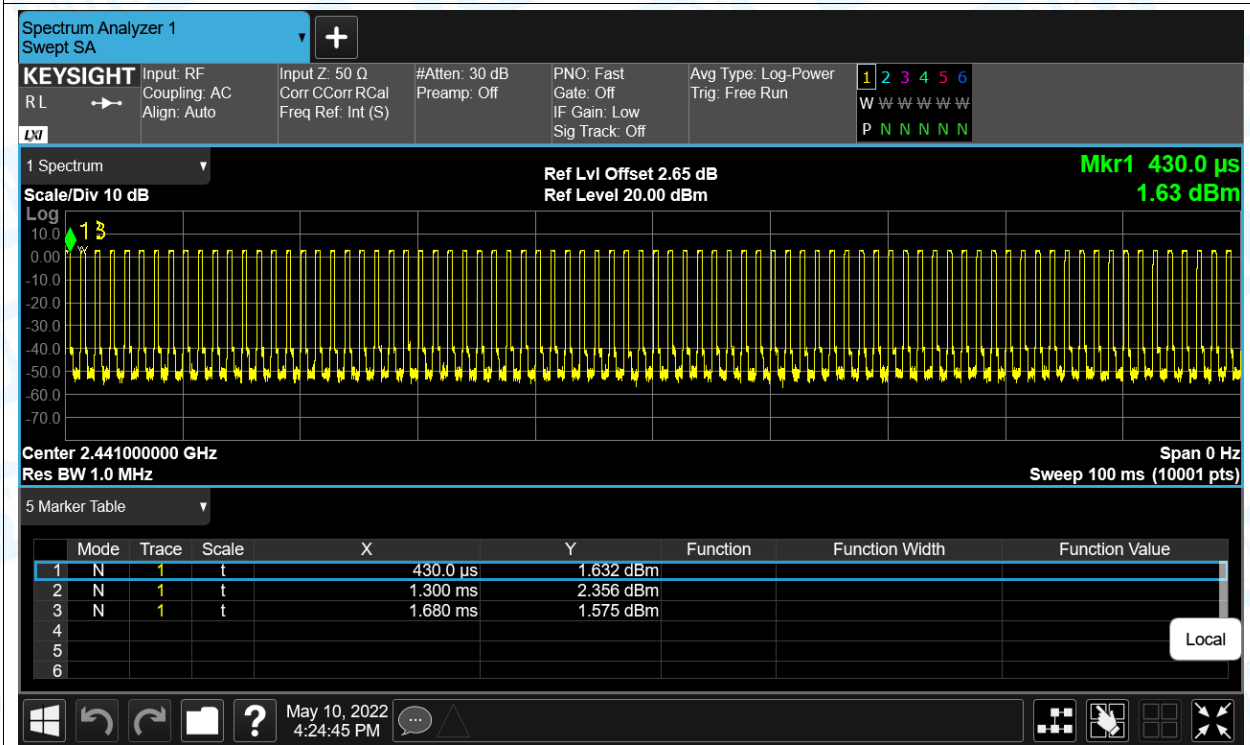 Spectrum Analyzer 1
Swept SA
KEYSIGHT
RL
LXI
Input: RF
Coupling: AC
Align: Auto
Input Z: 50 Ω
Corr CCorr RCal
Freq Ref: Int (S)
#Atten: 30 dB
Preamp: Off
PNO: Fast
Gate: Off
IF Gain: Low
Sig Track: Off
Avg Type: Log-Power
Trig: Free Run
1 2 3 4 5 6
W W W W W W
P N N N N N
1 Spectrum
Scale/Div 10 dB
Ref Lvl Offset 2.65 dB
Ref Level 20.00 dBm
Mkr1 430.0 µs
1.63 dBm
Log
10.0
0.00
-10.0
-20.0
-30.0
-40.0
-50.0
-60.0
-70.0
Center 2.441000000 GHz
Res BW 1.0 MHz
Span 0 Hz
Sweep 100 ms (10001 pts)
5 Marker Table
Mode Trace Scale X Y Function Function Width Function Value
1 N 1 t 430.0 µs 1.632 dBm
2 N 1 t 1.300 ms 2.356 dBm
3 N 1 t 1.680 ms 1.575 dBm
4
5
6
Local
?
May 10, 2022
4:24:45 PM